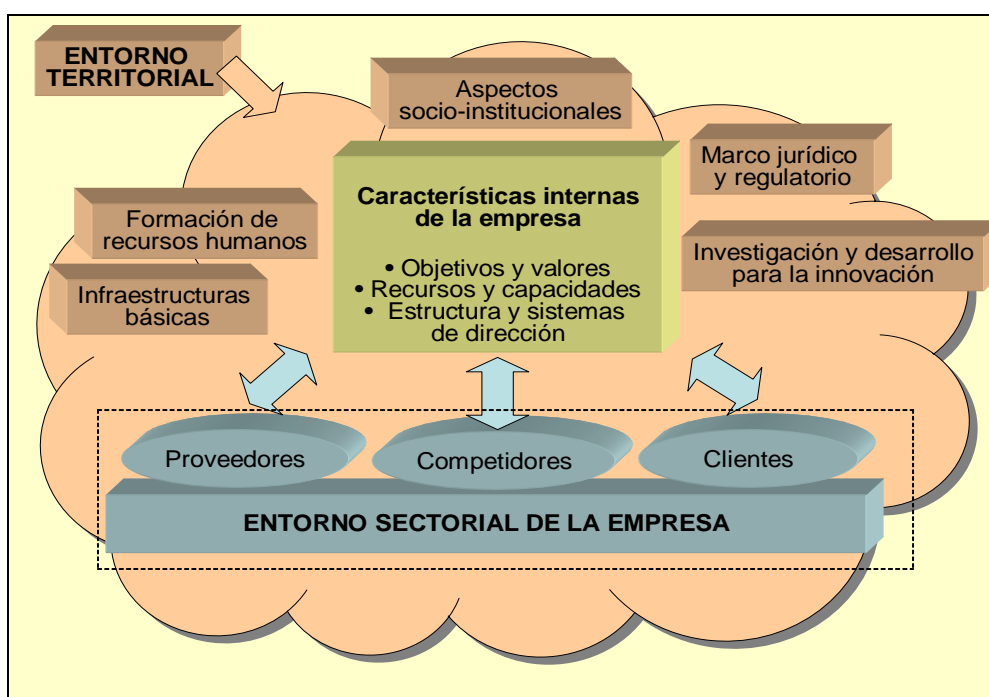 ENTORNO
TERRITORIAL
Aspectos
socio-institucionales
Marco jurídico
y regulatorio
Características internas
de la empresa
• Objetivos y valores
• Recursos y capacidades
• Estructura y sistemas
de dirección
Formación de
recursos humanos
Investigación y desarrollo
para la innovación
Infraestructuras
básicas
Proveedores
Competidores
Clientes
ENTORNO SECTORIAL DE LA EMPRESA